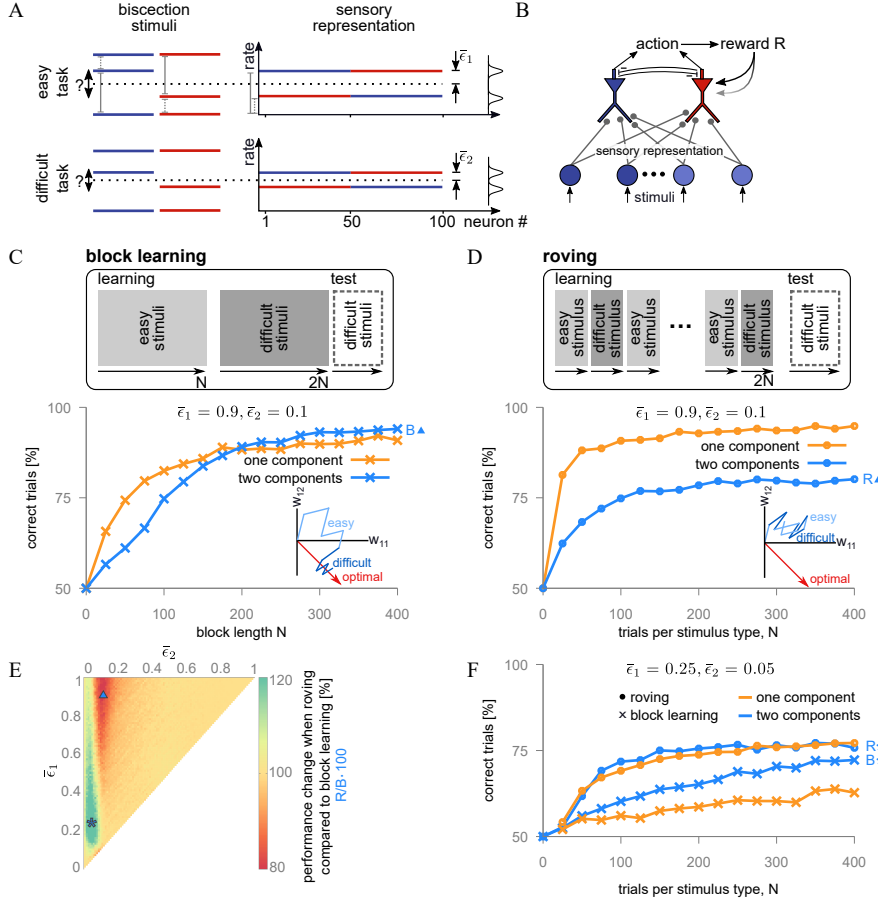 A
biscection
stimuli
sensory
representation
easy
task
?
rate
ε̄₁
difficult
task
?
rate
ε̄₂
1
50
100
neuron #
B
action
reward R
sensory representation
stimuli
C
block learning
learning
test
easy
stimuli
difficult
stimuli
difficult
stimuli
N
2N
ε̄₁ = 0.9, ε̄₂ = 0.1
correct trials [%]
100
75
50
B
one component
two components
w₁₂
easy
w₁₁
difficult
optimal
0
100
200
300
400
block length N
D
roving
learning
test
easy
stimulus
difficult
stimulus
easy
stimulus
...
easy
stimulus
difficult
stimulus
difficult
stimuli
2N
ε̄₁ = 0.9, ε̄₂ = 0.1
correct trials [%]
100
75
50
one component
two components
R
w₁₂
easy
w₁₁
difficult
optimal
0
100
200
300
400
trials per stimulus type, N
E
ε̄₂
0 0.2 0.6 1
ε̄₁
1
0.8
0.6
0.4
0.2
0
120
100
80
performance change when roving
compared to block learning [%]
R/B·100
F
ε̄₁ = 0.25, ε̄₂ = 0.05
correct trials [%]
100
75
50
roving
one component
block learning
two components
R
B
0
100
200
300
400
trials per stimulus type, N